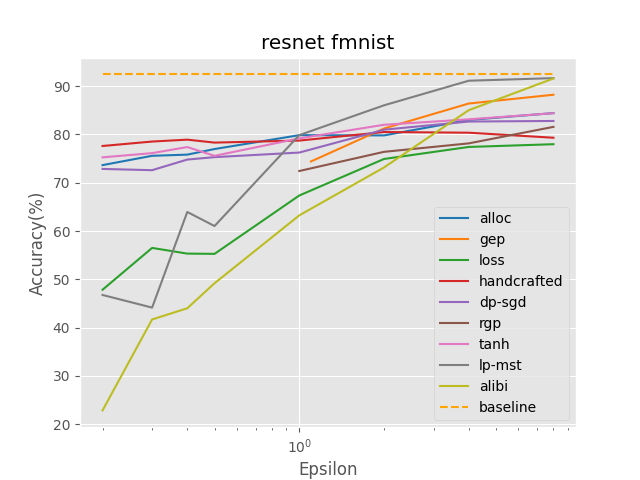 resnet fmnist
Accuracy(%)
90
80
70
60
50
40
30
20
10⁰
Epsilon
alloc
gep
loss
handcrafted
dp-sgd
rgp
tanh
lp-mst
alibi
baseline